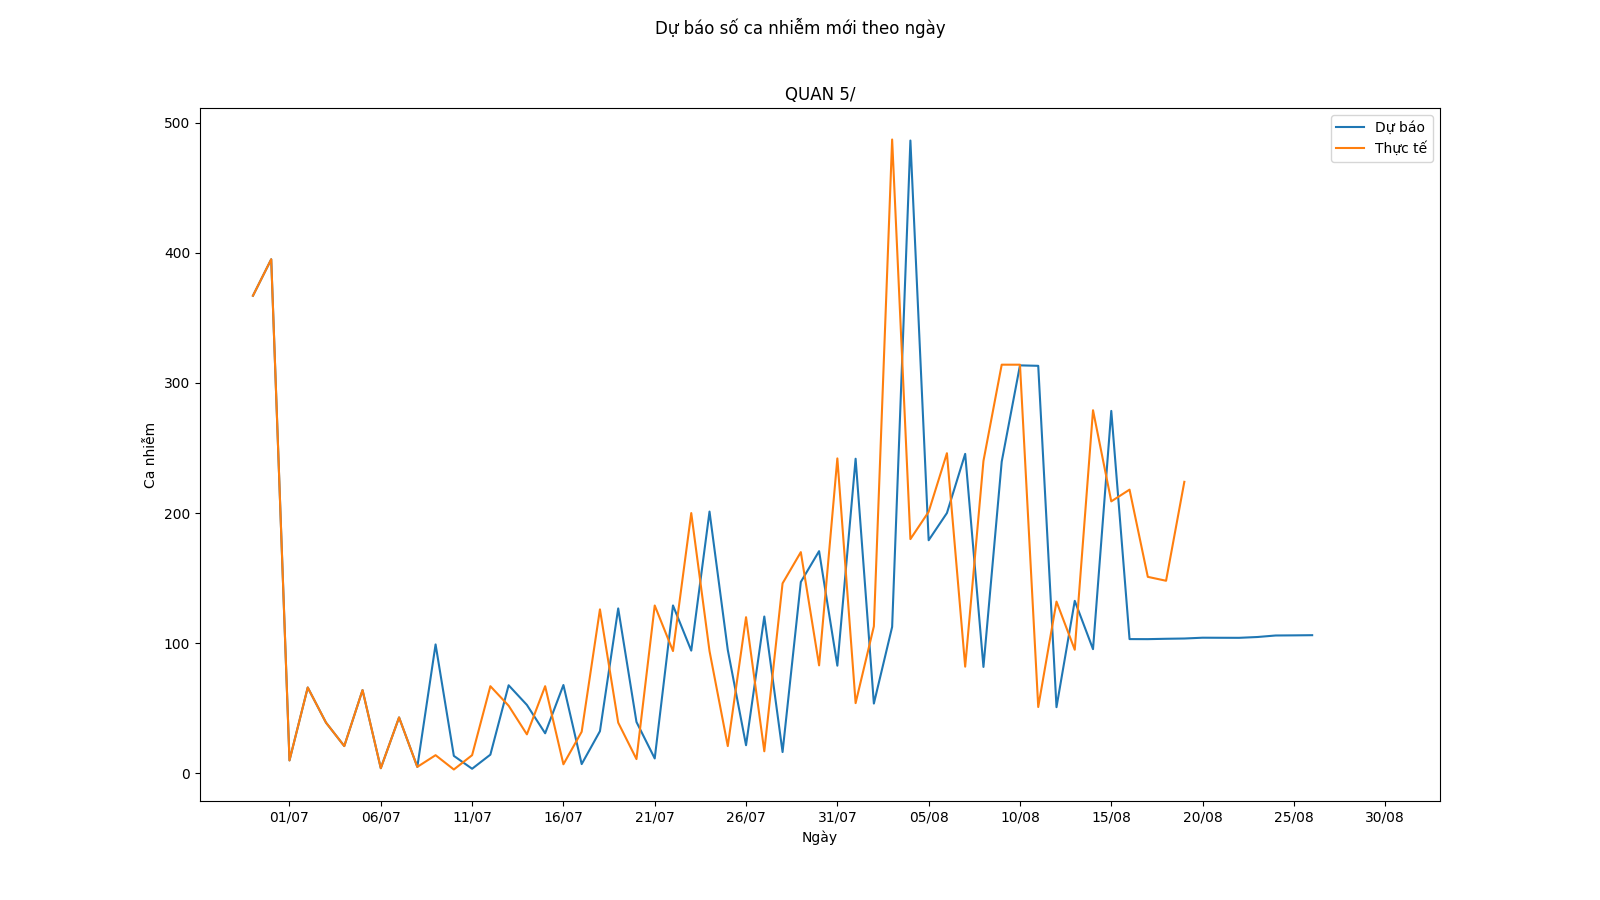 Dự báo số ca nhiễm mới theo ngày
QUAN 5/
Dự báo
Thực tế
500
400
300
200
100
0
Ca nhiễm
01/07 06/07 11/07 16/07 21/07 26/07 31/07 05/08 10/08 15/08 20/08 25/08 30/08
Ngày